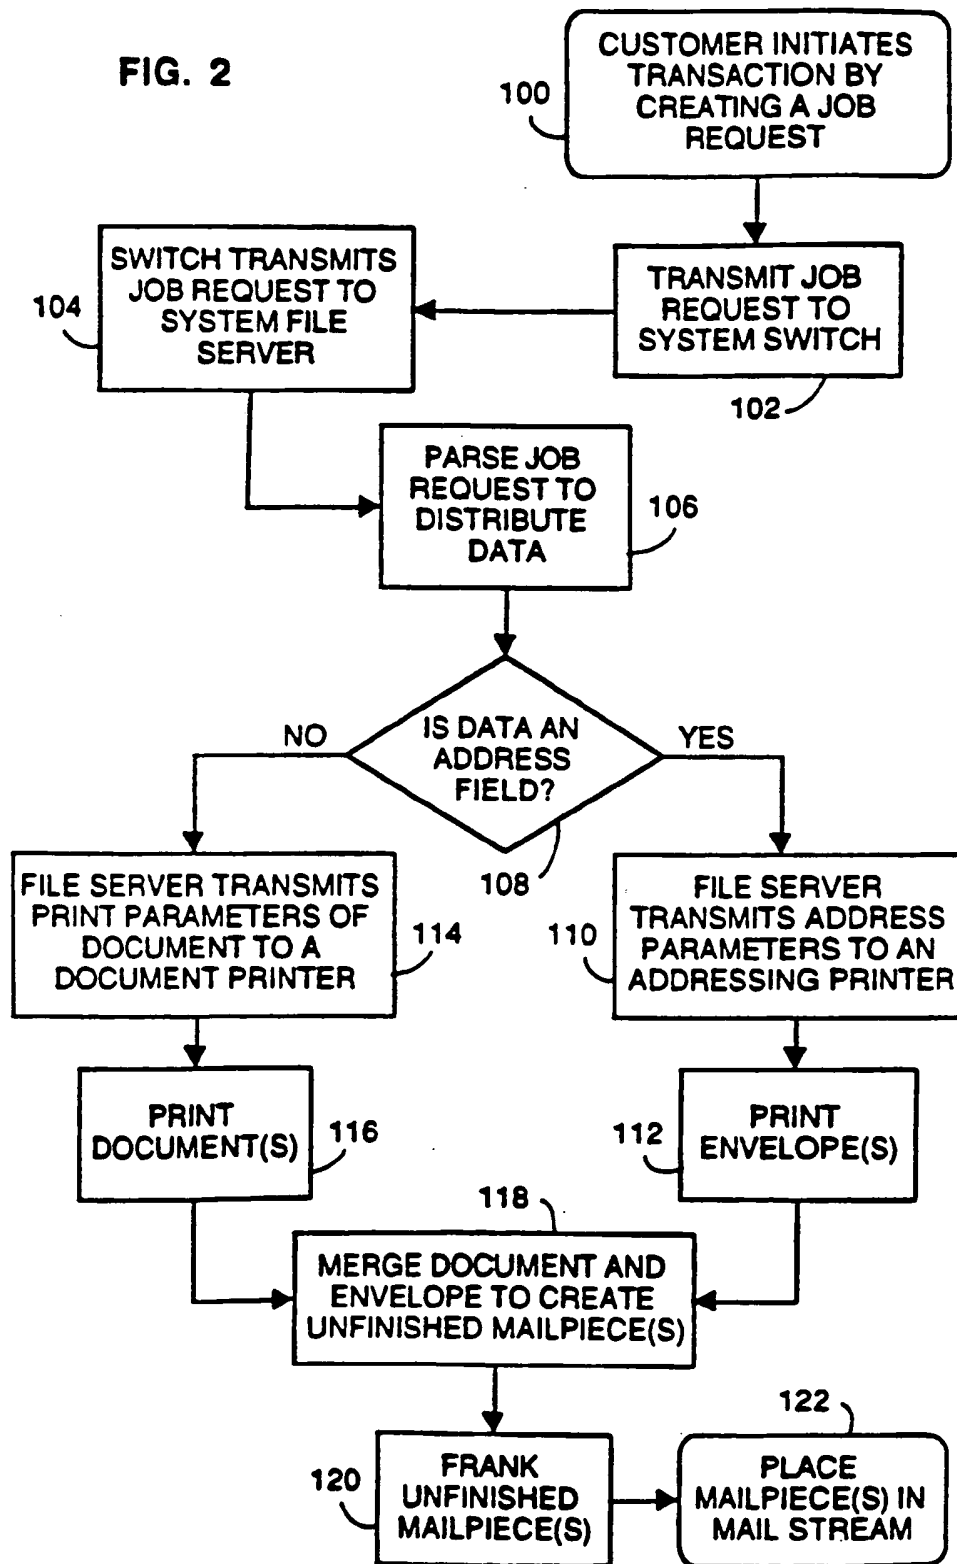 FIG. 2
CUSTOMER INITIATES
TRANSACTION BY
CREATING A JOB
REQUEST
100
TRANSMIT JOB
REQUEST TO
SYSTEM SWITCH
102
SWITCH TRANSMITS
JOB REQUEST TO
SYSTEM FILE
SERVER
104
PARSE JOB
REQUEST TO
DISTRIBUTE
DATA
106
IS DATA AN
ADDRESS
FIELD?
108
NO
YES
FILE SERVER TRANSMITS
PRINT PARAMETERS OF
DOCUMENT TO A
DOCUMENT PRINTER
114
FILE SERVER
TRANSMITS ADDRESS
PARAMETERS TO AN
ADDRESSING PRINTER
110
PRINT
DOCUMENT(S)
116
PRINT
ENVELOPE(S)
112
118
MERGE DOCUMENT AND
ENVELOPE TO CREATE
UNFINISHED MAILPIECE(S)
120
FRANK
UNFINISHED
MAILPIECE(S)
122
PLACE
MAILPIECE(S) IN
MAIL STREAM